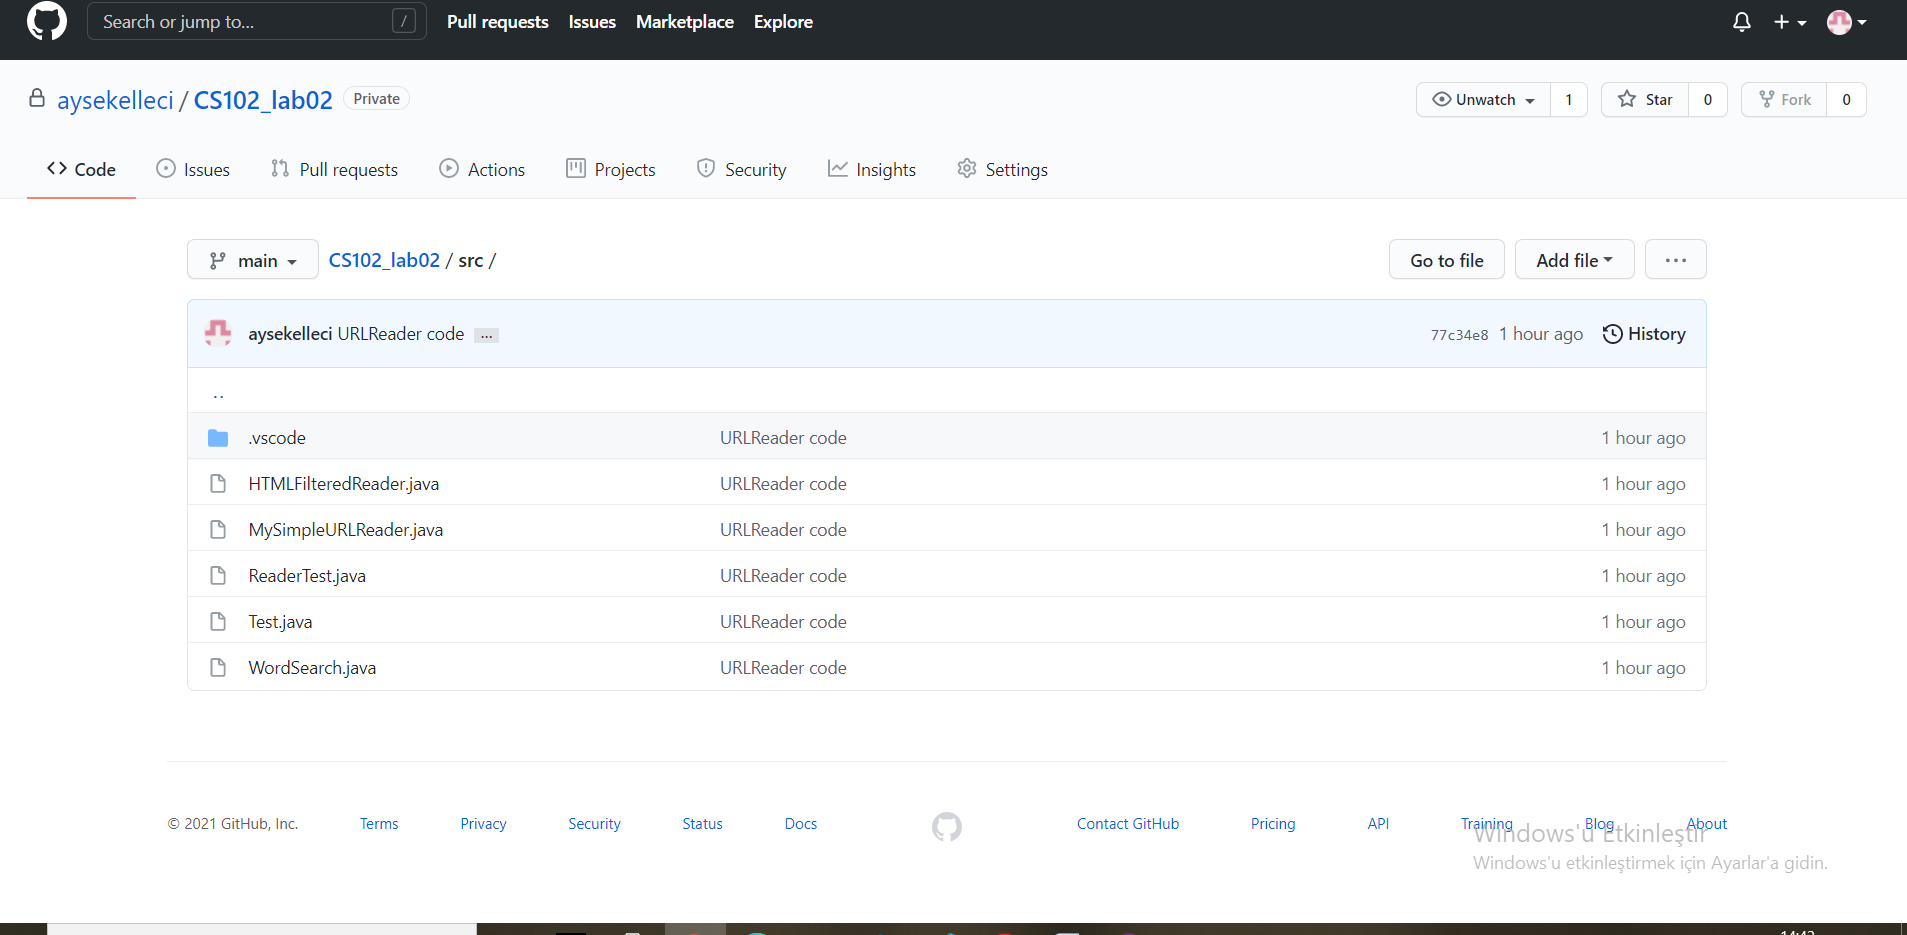 Search or jump to... /
Pull requests Issues Marketplace Explore
aysekelleci / CS102_lab02 Private
Unwatch 1 Star 0 Fork 0
Code Issues Pull requests Actions Projects Security Insights Settings
main CS102_lab02 / src /
Go to file Add file ...
aysekelleci URLReader code ... 77c34e8 1 hour ago History
..
.vscode URLReader code 1 hour ago
HTMLFilteredReader.java URLReader code 1 hour ago
MySimpleURLReader.java URLReader code 1 hour ago
ReaderTest.java URLReader code 1 hour ago
Test.java URLReader code 1 hour ago
WordSearch.java URLReader code 1 hour ago
© 2021 GitHub, Inc. Terms Privacy Security Status Docs Contact GitHub Pricing API Training Blog About
Windows'u Etkinleştir
Windows'u etkinleştirmek için Ayarlar'a gidin.